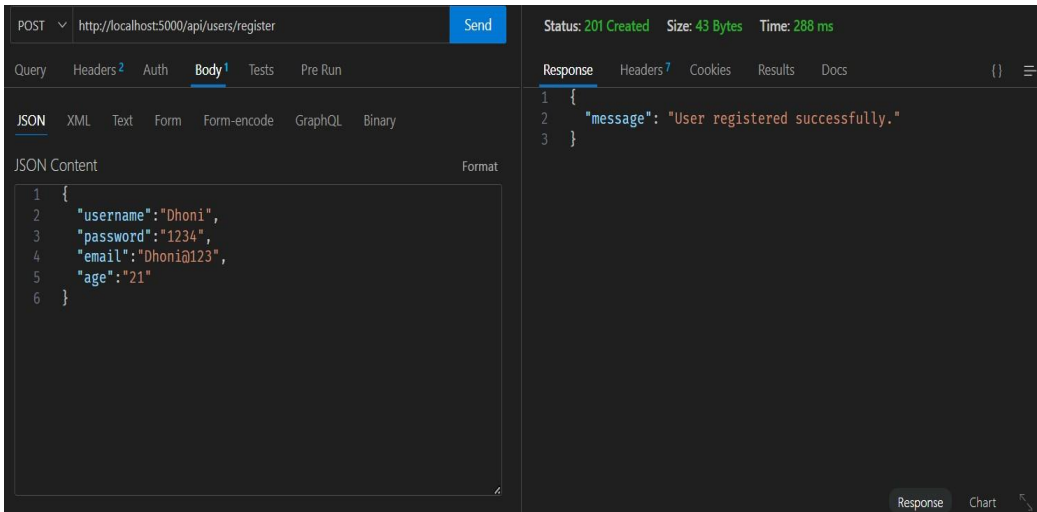 POST http://localhost:5000/api/users/register Send
Query Headers 2 Auth Body 1 Tests Pre Run
JSON XML Text Form Form-encode GraphQL Binary
JSON Content Format
1 {
2 "username":"Dhoni",
3 "password":"1234",
4 "email":"Dhoni@123",
5 "age":"21"
6 }
Status: 201 Created Size: 43 Bytes Time: 288 ms
Response Headers 7 Cookies Results Docs {}
1 {
2 "message": "User registered successfully."
3 }
Response Chart